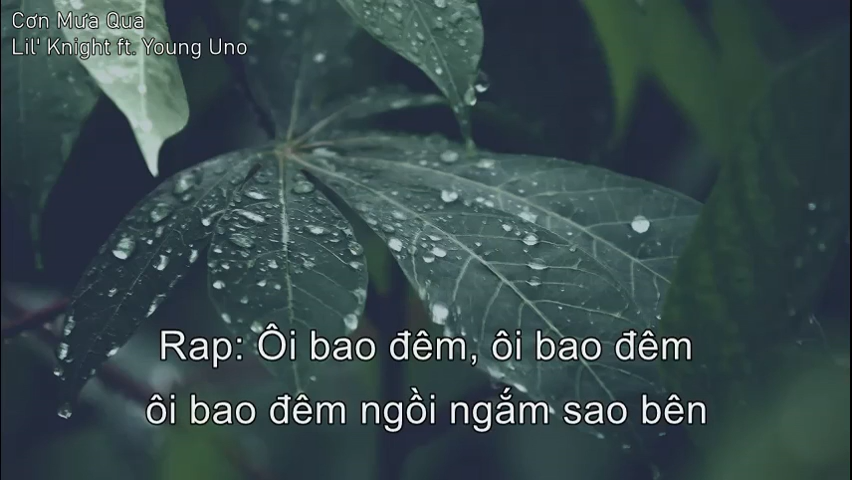 Cơn Mưa Qua
Lil' Knight ft. Young Uno
Rap: Ôi bao đêm, ôi bao đêm
ôi bao đêm ngồi ngắm sao bên